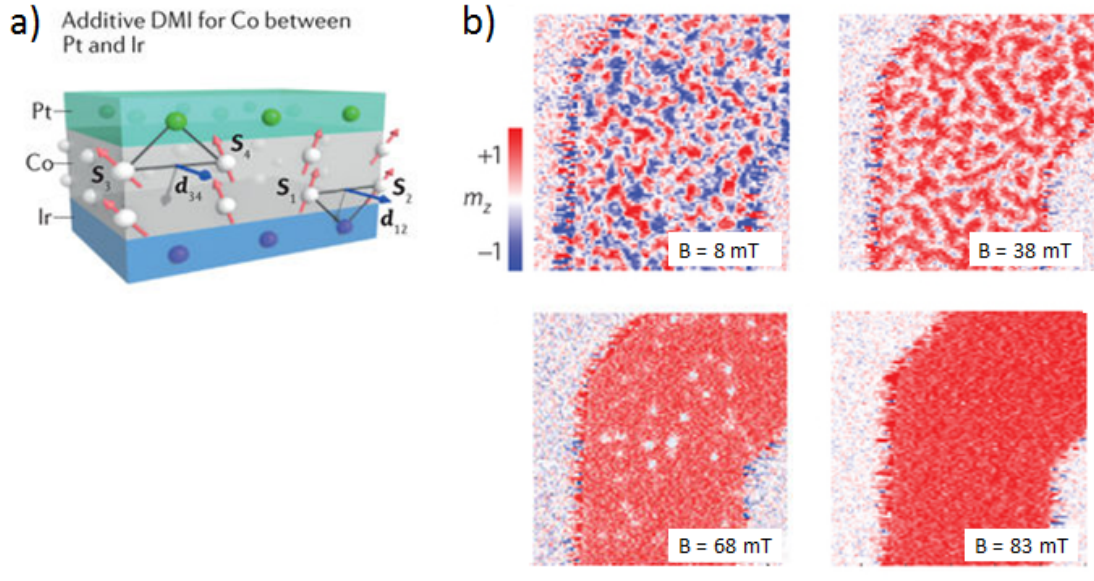 a)
Additive DMI for Co between
Pt and Ir
Pt
Co
Ir
S₃
S₄
d₃₄
S₁
S₂
d₁₂
b)
+1
m_z
−1
B = 8 mT
B = 38 mT
B = 68 mT
B = 83 mT